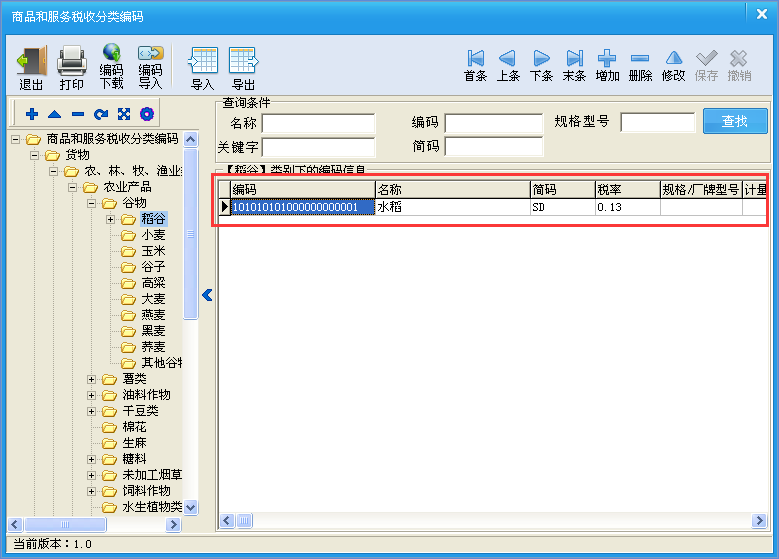 商品和服务税收分类编码
退出 打印 编码下载 编码导入 导入 导出 首条 上条 下条 末条 增加 删除 修改 保存 撤销
查询条件
名称 编码 规格型号 查找
关键字 简码
商品和服务税收分类编码
货物
农、林、牧、渔业
农业产品
谷物
稻谷
小麦
玉米
谷子
高粱
大麦
燕麦
黑麦
荞麦
其他谷物
薯类
油料作物
干豆类
棉花
生麻
糖料
未加工烟草
饲料作物
水生植物类
【稻谷】类别下的编码信息
编码 名称 简码 税率 规格/厂牌型号 计量
1010101010000000000001 水稻 SD 0.13
当前版本：1.0